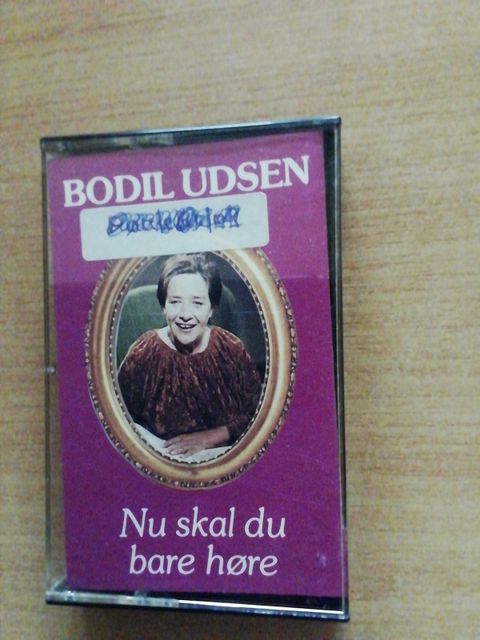 BODIL UDSEN
Nu skal du
bare høre